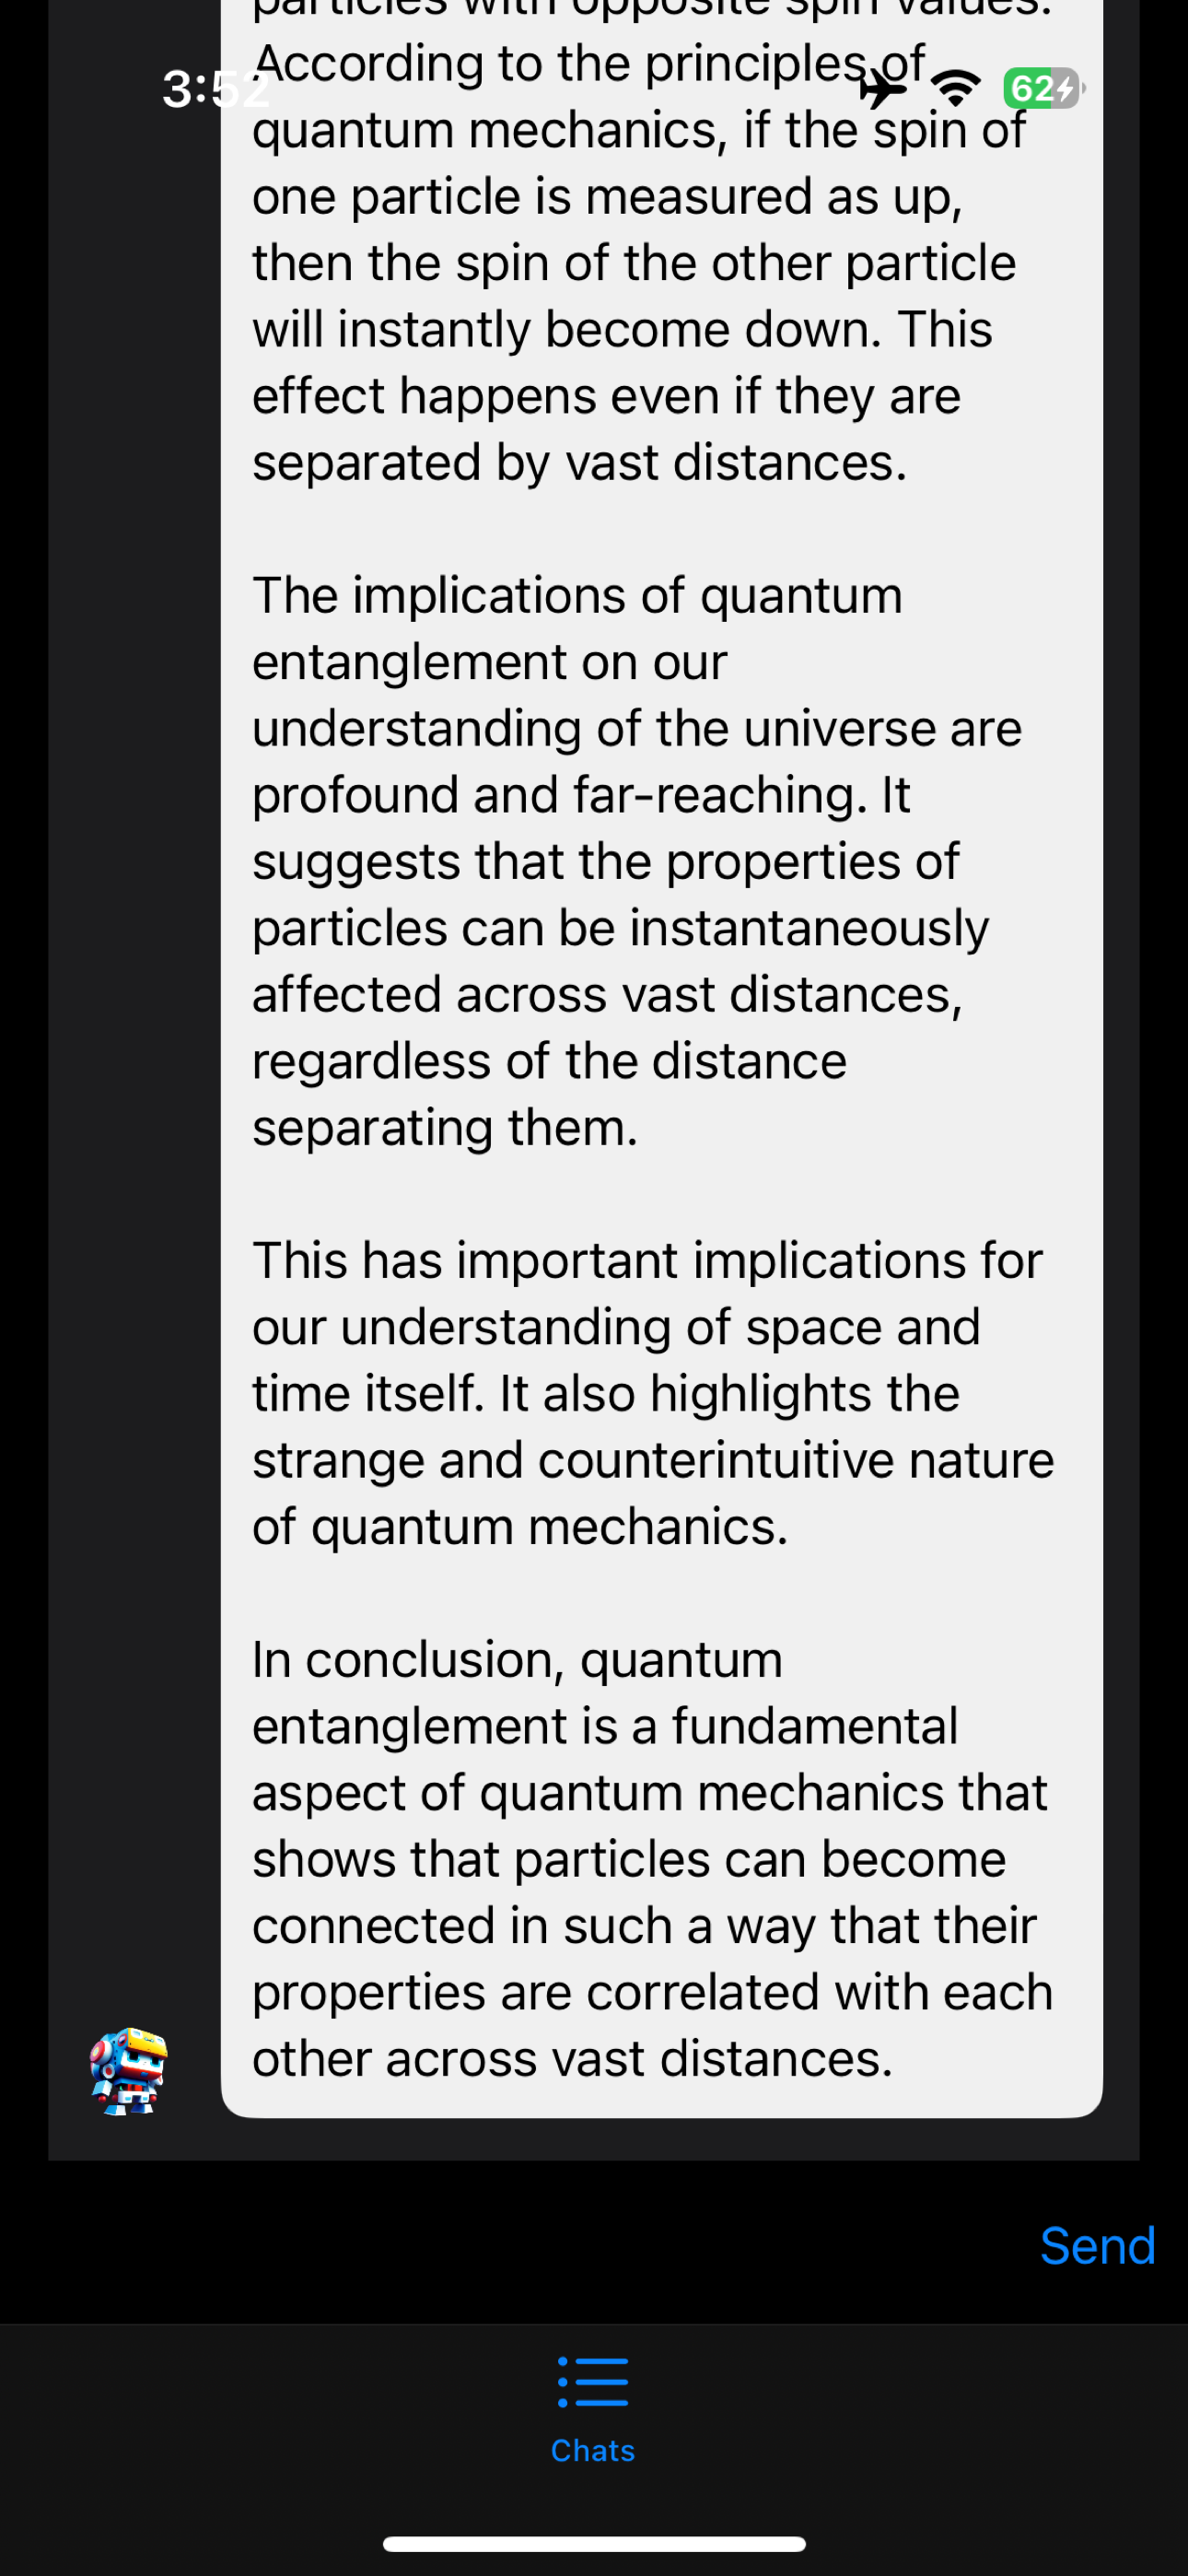 particles with opposite spin values.
3:52
62
According to the principles of
quantum mechanics, if the spin of
one particle is measured as up,
then the spin of the other particle
will instantly become down. This
effect happens even if they are
separated by vast distances.
The implications of quantum
entanglement on our
understanding of the universe are
profound and far-reaching. It
suggests that the properties of
particles can be instantaneously
affected across vast distances,
regardless of the distance
separating them.
This has important implications for
our understanding of space and
time itself. It also highlights the
strange and counterintuitive nature
of quantum mechanics.
In conclusion, quantum
entanglement is a fundamental
aspect of quantum mechanics that
shows that particles can become
connected in such a way that their
properties are correlated with each
other across vast distances.
Send
Chats